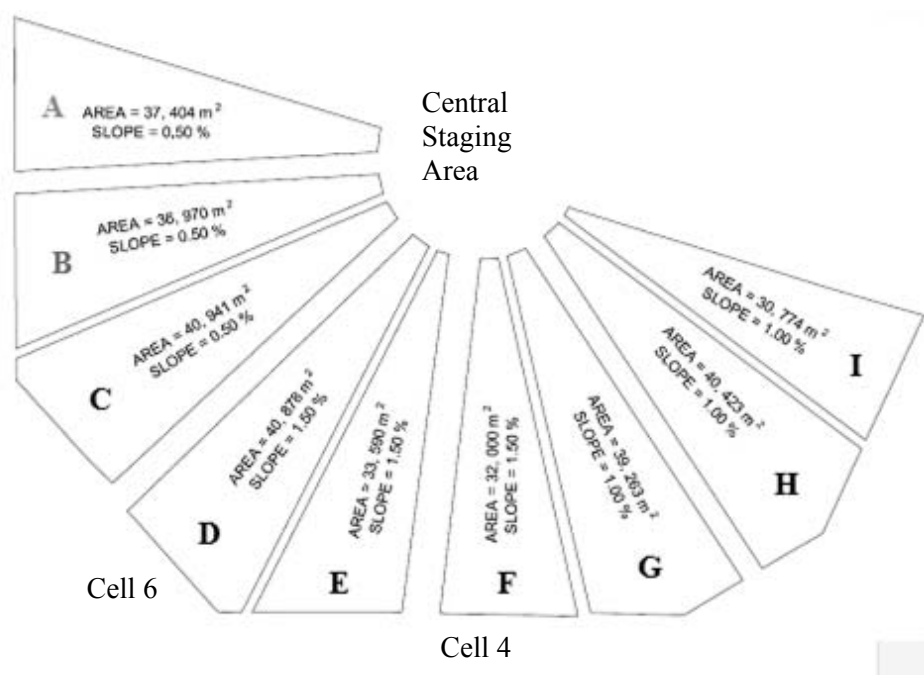 Central
Staging
Area
A
AREA = 37, 404 m²
SLOPE = 0,50 %
B
AREA = 36, 970 m²
SLOPE = 0.50 %
C
AREA = 40, 941 m²
SLOPE = 0.50 %
D
AREA = 40, 878 m²
SLOPE = 1.50 %
E
AREA = 33, 590 m²
SLOPE = 1.50 %
F
AREA = 32, 000 m²
SLOPE = 1.50 %
G
AREA = 39, 263 m²
SLOPE = 1.00 %
H
AREA = 40, 423 m²
SLOPE = 1.00 %
I
AREA = 30, 774 m²
SLOPE = 1.00 %
Cell 6
Cell 4